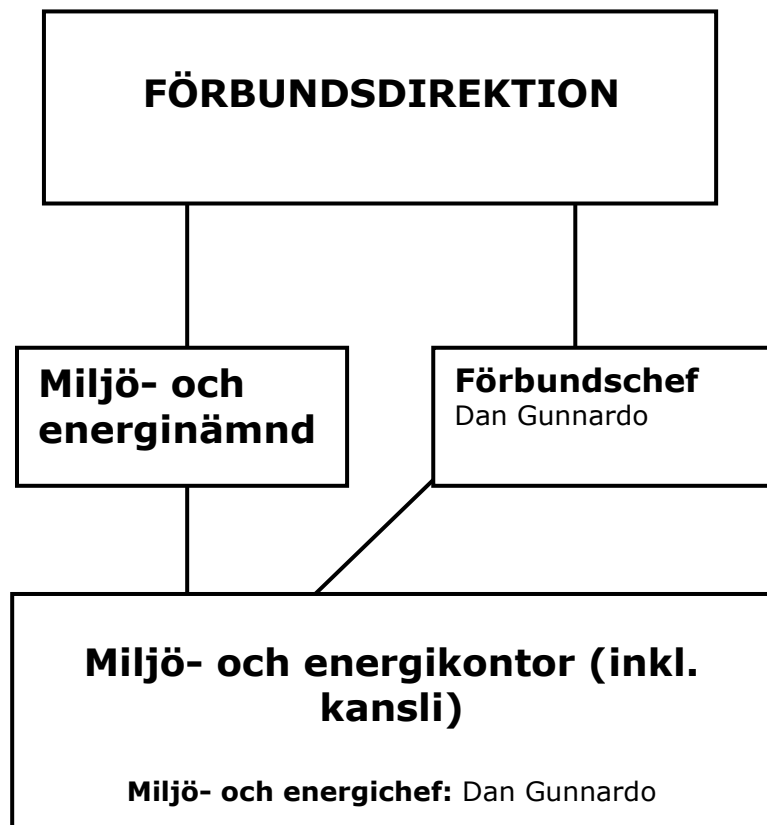 FÖRBUNDSDIREKTION
Miljö- och
energinämnd
Förbundschef
Dan Gunnardo
Miljö- och energikontor (inkl.
kansli)
Miljö- och energichef: Dan Gunnardo